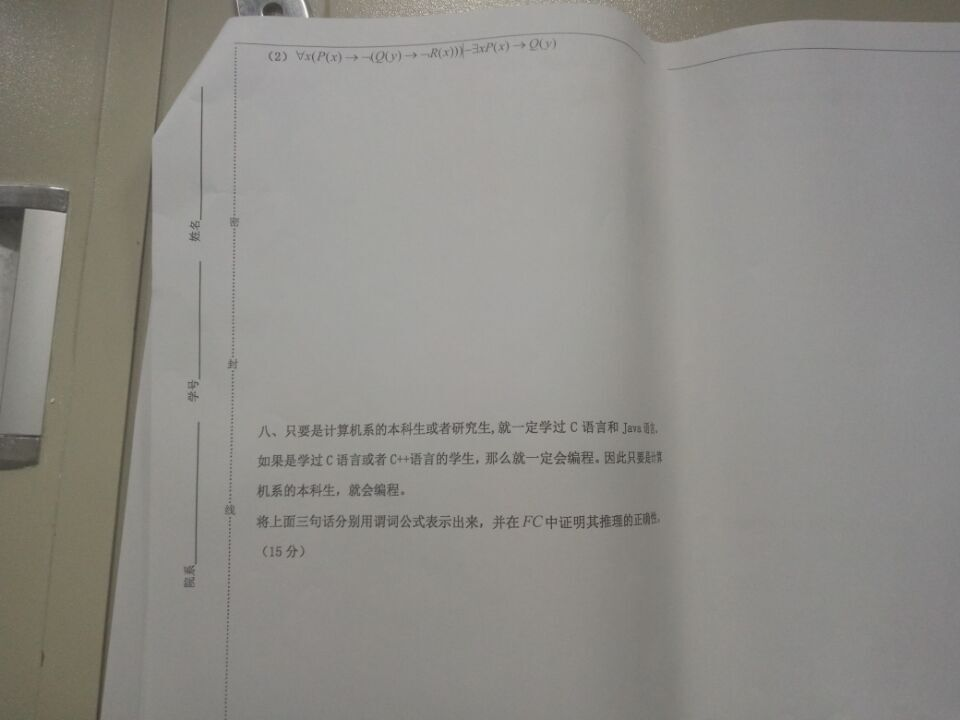 (2) ∀x(P(x)→¬(Q(y)→¬R(x)))├∃xP(x)→Q(y)
姓名
密
学号
封
院系
线
八、只要是计算机系的本科生或者研究生,就一定学过 C 语言和 Java 语言,
如果是学过 C 语言或者 C++语言的学生，那么就一定会编程。因此只要是计算
机系的本科生，就会编程。
将上面三句话分别用谓词公式表示出来，并在 FC 中证明其推理的正确性。
（15 分）